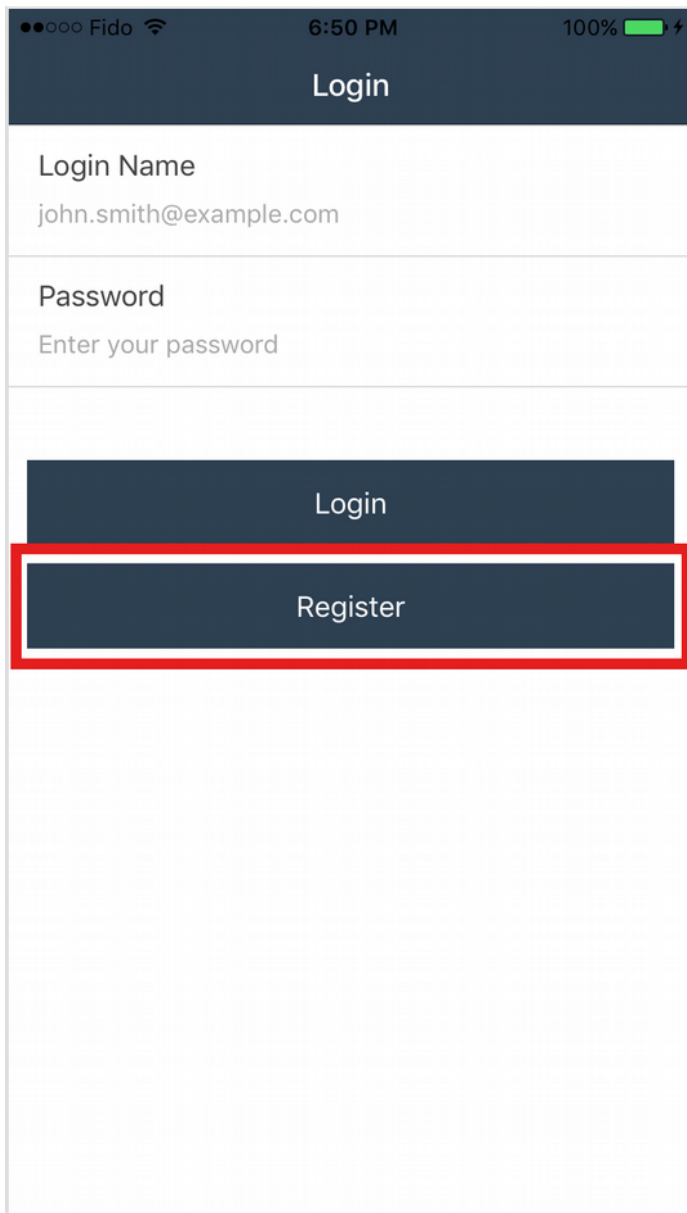 Fido 6:50 PM 100%
Login
Login Name
john.smith@example.com
Password
Enter your password
Login
Register